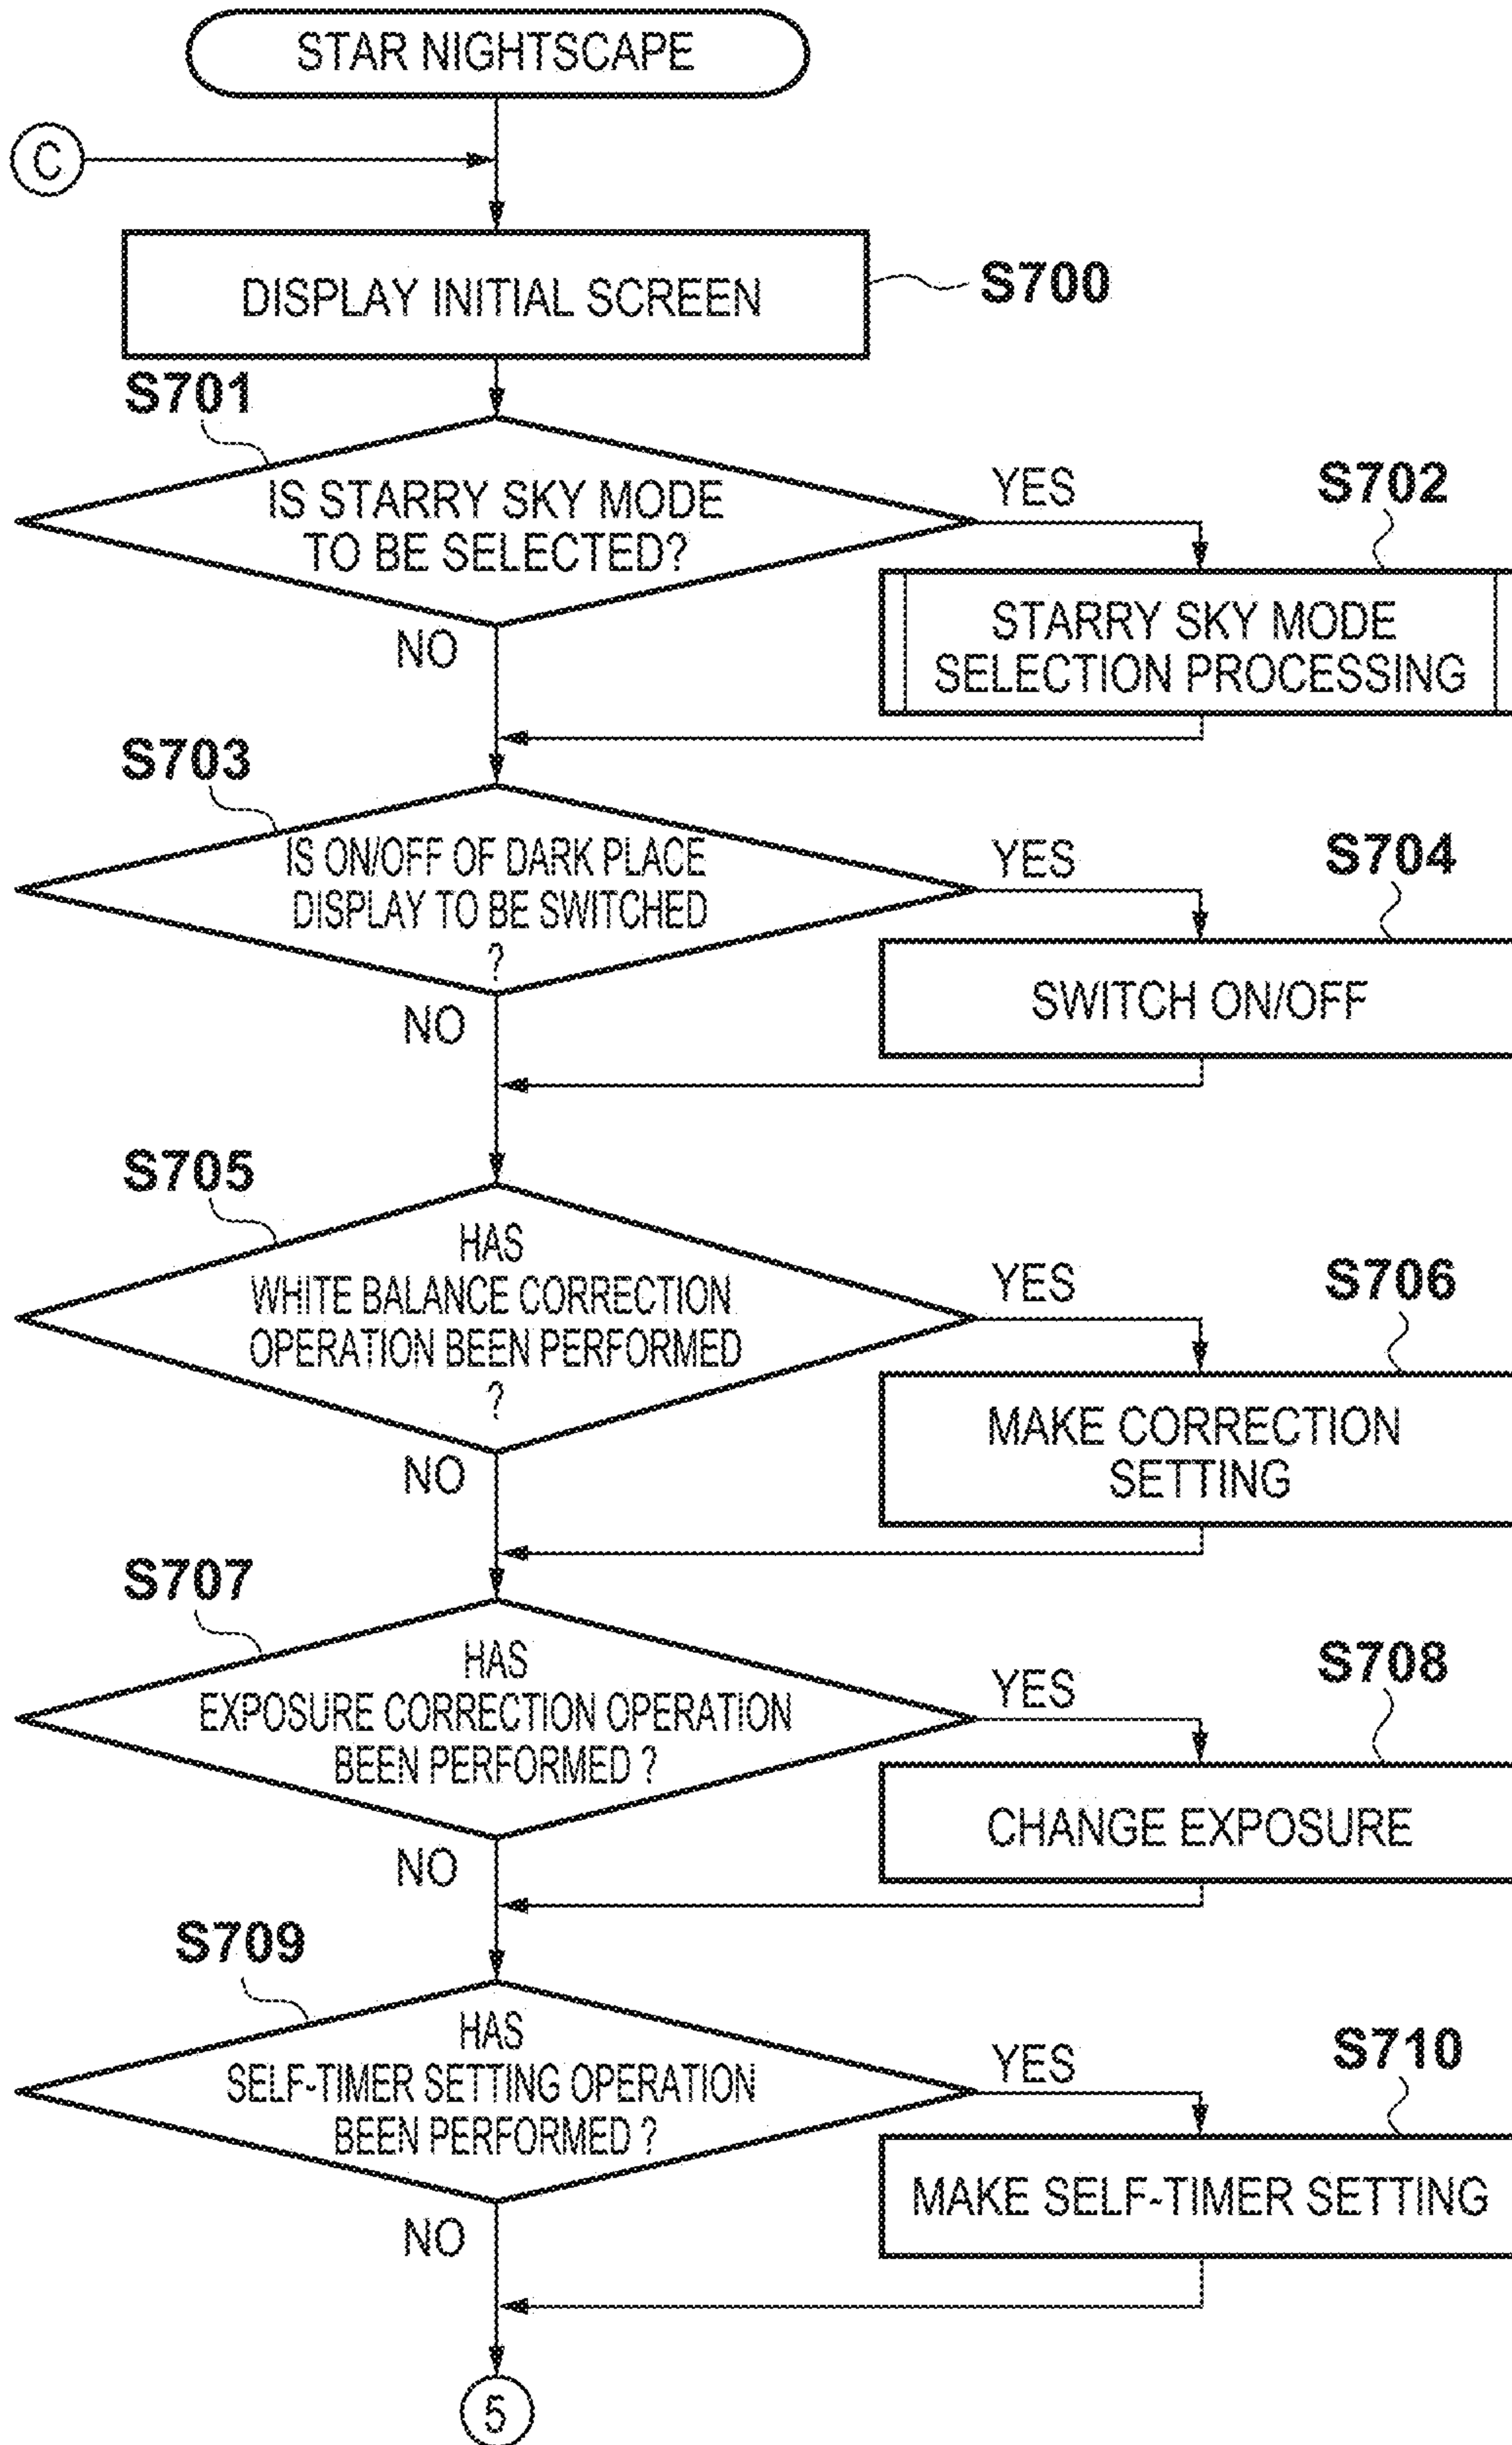 STAR NIGHTSCAPE
C
DISPLAY INITIAL SCREEN
S700
S701
IS STARRY SKY MODE
TO BE SELECTED?
YES
NO
S702
STARRY SKY MODE
SELECTION PROCESSING
S703
IS ON/OFF OF DARK PLACE
DISPLAY TO BE SWITCHED
?
YES
NO
S704
SWITCH ON/OFF
S705
HAS
WHITE BALANCE CORRECTION
OPERATION BEEN PERFORMED
?
YES
NO
S706
MAKE CORRECTION
SETTING
S707
HAS
EXPOSURE CORRECTION OPERATION
BEEN PERFORMED ?
YES
NO
S708
CHANGE EXPOSURE
S709
HAS
SELF-TIMER SETTING OPERATION
BEEN PERFORMED ?
YES
NO
S710
MAKE SELF-TIMER SETTING
5